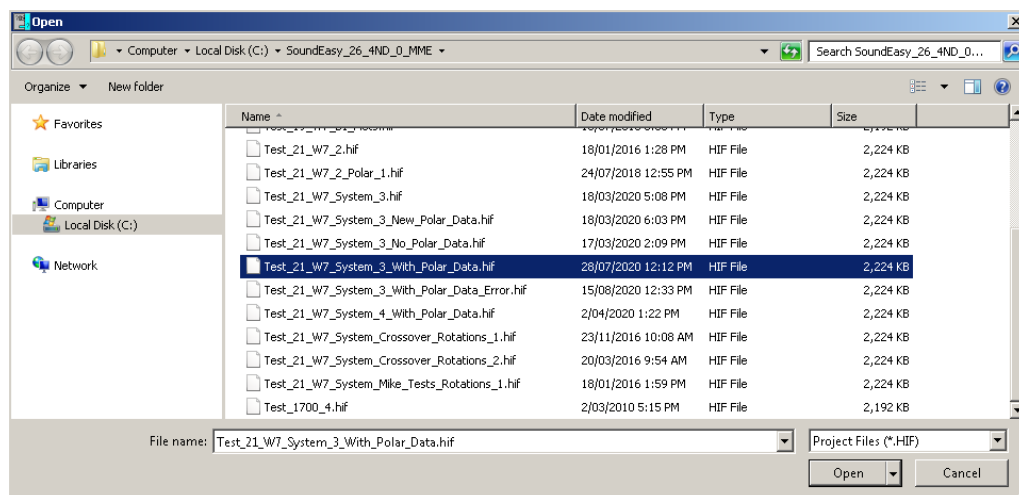 Open
Computer Local Disk (C:) SoundEasy_26_4ND_0_MME
Search SoundEasy_26_4ND_0...
Organize New folder
Name Date modified Type Size
Favorites
Libraries
Computer
Local Disk (C:)
Network
Test_21_W7_2.hif 18/01/2016 1:28 PM HIF File 2,224 KB
Test_21_W7_2_Polar_1.hif 24/07/2018 12:55 PM HIF File 2,224 KB
Test_21_W7_System_3.hif 18/03/2020 5:08 PM HIF File 2,224 KB
Test_21_W7_System_3_New_Polar_Data.hif 18/03/2020 6:03 PM HIF File 2,224 KB
Test_21_W7_System_3_No_Polar_Data.hif 17/03/2020 2:09 PM HIF File 2,224 KB
Test_21_W7_System_3_With_Polar_Data.hif 28/07/2020 12:12 PM HIF File 2,224 KB
Test_21_W7_System_3_With_Polar_Data_Error.hif 15/08/2020 12:33 PM HIF File 2,224 KB
Test_21_W7_System_4_With_Polar_Data.hif 2/04/2020 1:22 PM HIF File 2,224 KB
Test_21_W7_System_Crossover_Rotations_1.hif 23/11/2016 10:08 AM HIF File 2,224 KB
Test_21_W7_System_Crossover_Rotations_2.hif 20/03/2016 9:54 AM HIF File 2,224 KB
Test_21_W7_System_Mike_Tests_Rotations_1.hif 18/01/2016 1:59 PM HIF File 2,224 KB
Test_1700_4.hif 2/03/2010 5:15 PM HIF File 2,192 KB
File name: Test_21_W7_System_3_With_Polar_Data.hif Project Files (*.HIF)
Open Cancel